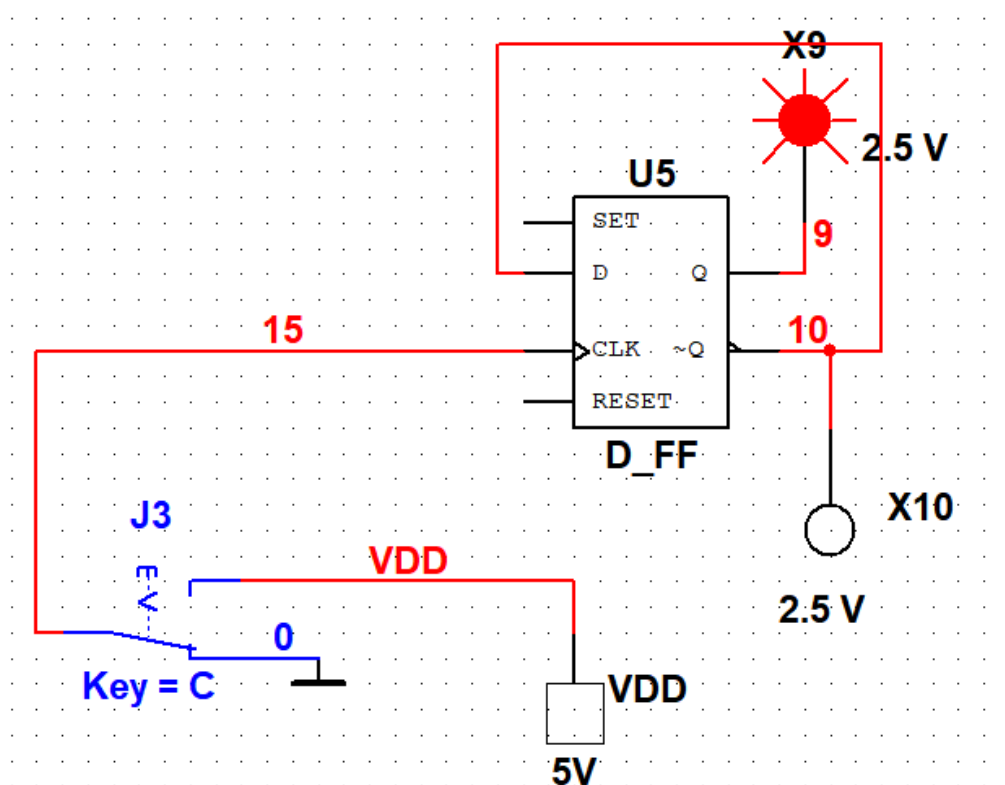 X9
2.5 V
U5
SET
9
D Q
15
10
CLK ~Q
RESET
D_FF
J3
X10
VDD
2.5 V
0
Key = C
VDD
5V